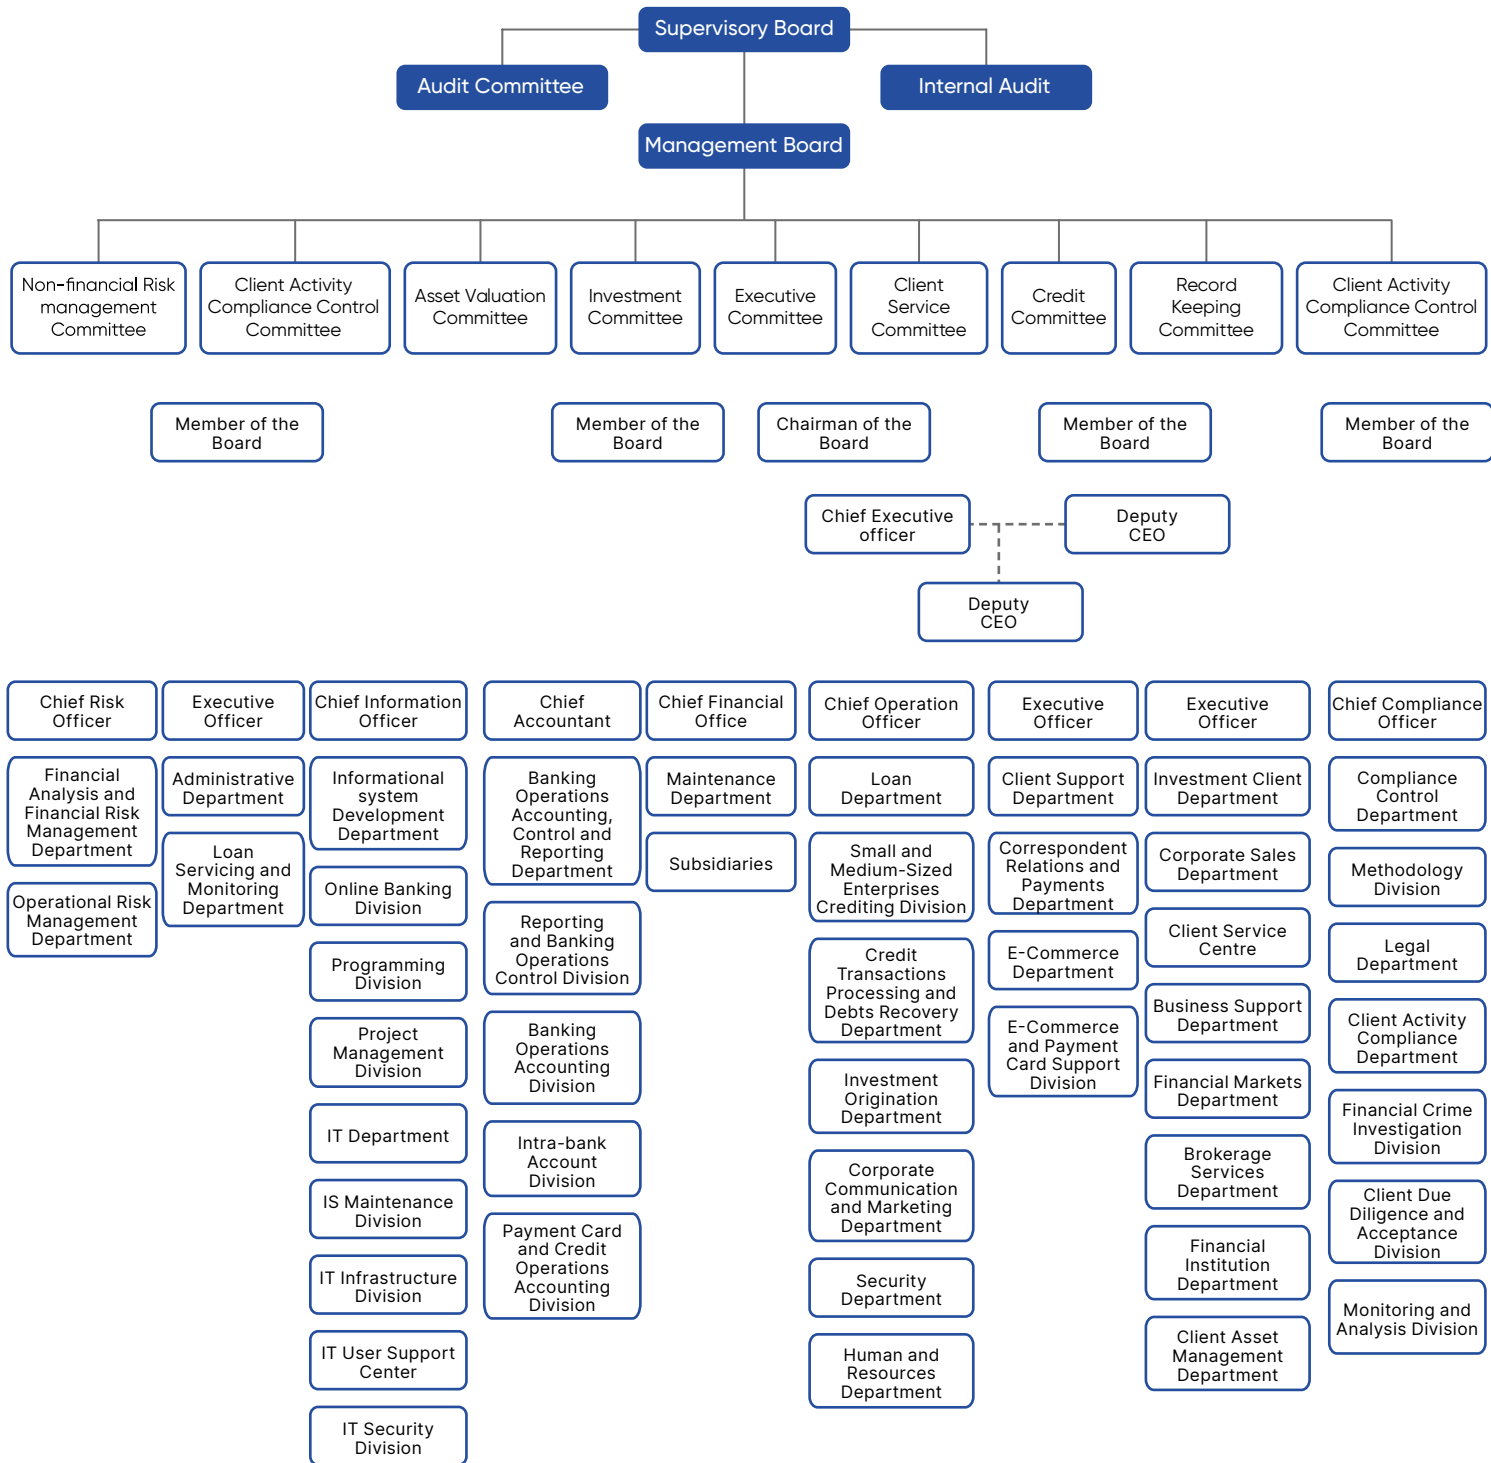 Supervisory Board
Audit Committee
Internal Audit
Management Board
Non-financial Risk
management
Committee
Client Activity
Compliance Control
Committee
Asset Valuation
Committee
Investment
Committee
Executive
Committee
Client
Service
Committee
Credit
Committee
Record
Keeping
Committee
Client Activity
Compliance Control
Committee
Member of the
Board
Member of the
Board
Chairman of the
Board
Member of the
Board
Member of the
Board
Chief Executive
officer
Deputy
CEO
Deputy
CEO
Chief Risk
Officer
Financial
Analysis and
Financial Risk
Management
Department
Operational Risk
Management
Department
Executive
Officer
Administrative
Department
Loan
Servicing and
Monitoring
Department
Chief Information
Officer
Informational
system
Development
Department
Online Banking
Division
Programming
Division
Project
Management
Division
IT Department
IS Maintenance
Division
IT Infrastructure
Division
IT User Support
Center
IT Security
Division
Chief
Accountant
Banking
Operations
Accounting,
Control and
Reporting
Department
Reporting
and Banking
Operations
Control Division
Banking
Operations
Accounting
Division
Intra-bank
Account
Division
Payment Card
and Credit
Operations
Accounting
Division
Chief Financial
Office
Maintenance
Department
Subsidiaries
Chief Operation
Officer
Loan
Department
Small and
Medium-Sized
Enterprises
Crediting Division
Credit
Transactions
Processing and
Debts Recovery
Department
Investment
Origination
Department
Corporate
Communication
and Marketing
Department
Security
Department
Human and
Resources
Department
Executive
Officer
Client Support
Department
Correspondent
Relations and
Payments
Department
E-Commerce
Department
E-Commerce
and Payment
Card Support
Division
Executive
Officer
Investment Client
Department
Corporate Sales
Department
Client Service
Centre
Business Support
Department
Financial Markets
Department
Brokerage
Services
Department
Financial
Institution
Department
Client Asset
Management
Department
Chief Compliance
Officer
Compliance
Control
Department
Methodology
Division
Legal
Department
Client Activity
Compliance
Department
Financial Crime
Investigation
Division
Client Due
Diligence and
Acceptance
Division
Monitoring and
Analysis Division